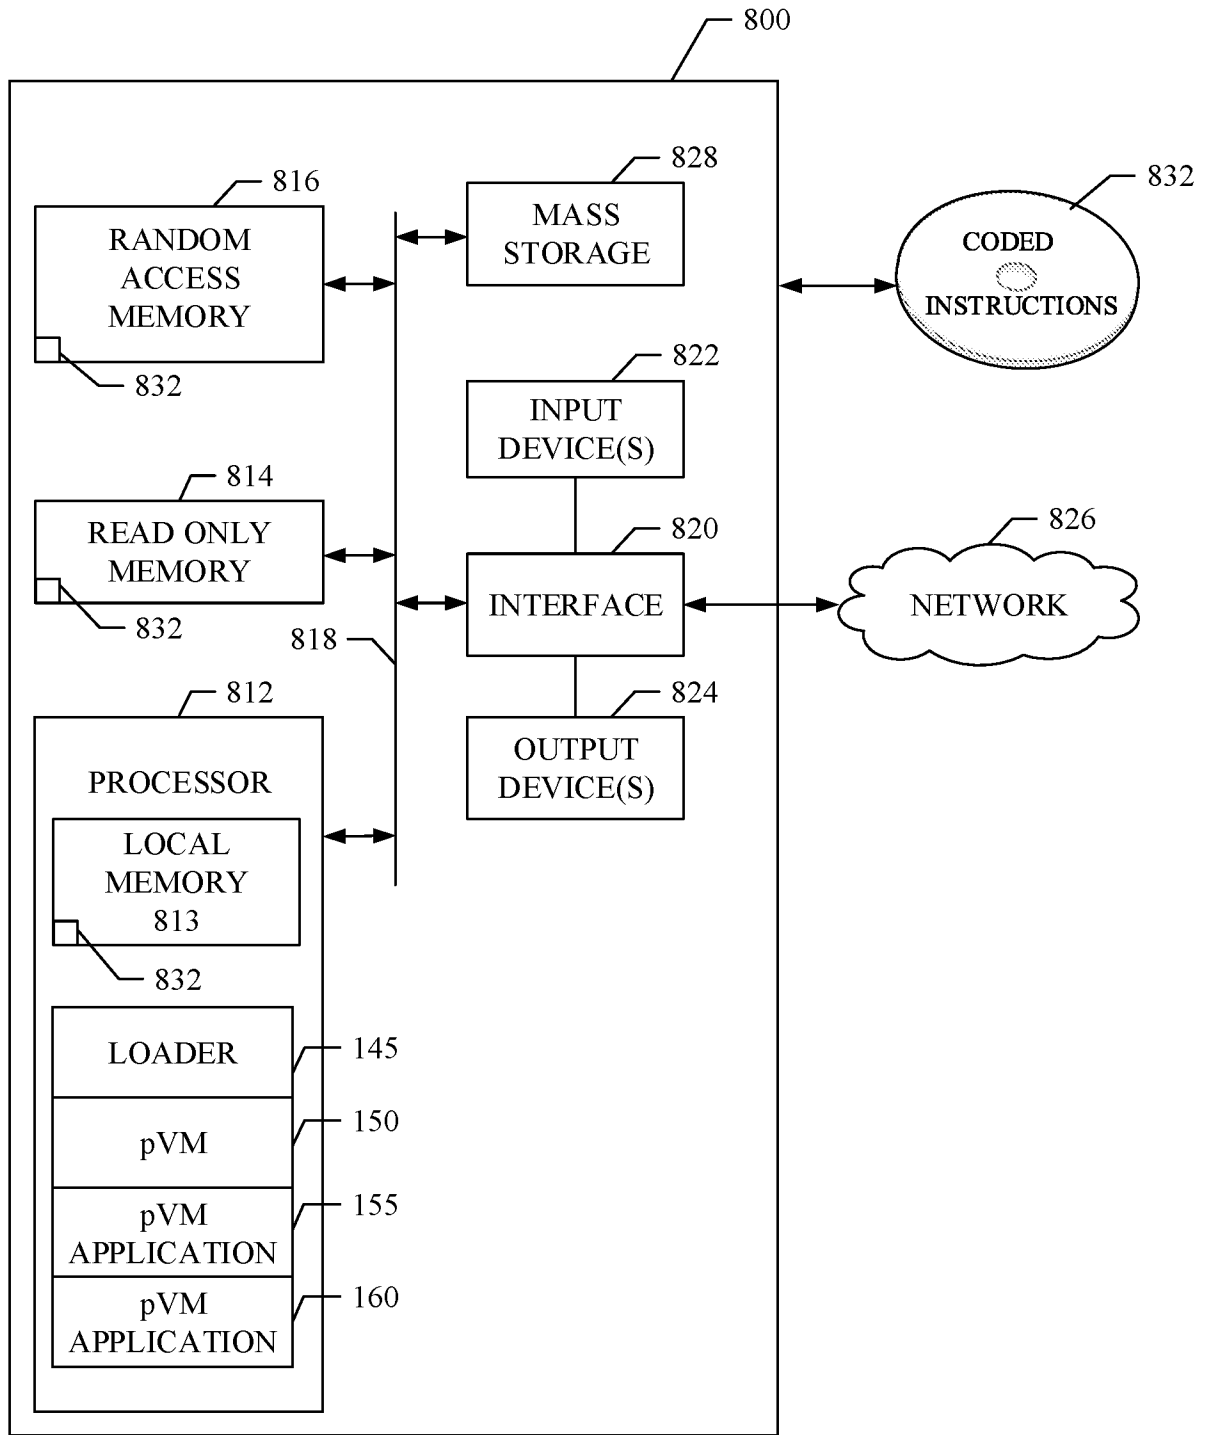 800
816
RANDOM
ACCESS
MEMORY
832
828
MASS
STORAGE
832
CODED
INSTRUCTIONS
822
INPUT
DEVICE(S)
814
READ ONLY
MEMORY
832
820
INTERFACE
826
NETWORK
818
812
PROCESSOR
824
OUTPUT
DEVICE(S)
LOCAL
MEMORY
813
832
LOADER
145
pVM
150
pVM
APPLICATION
155
pVM
APPLICATION
160